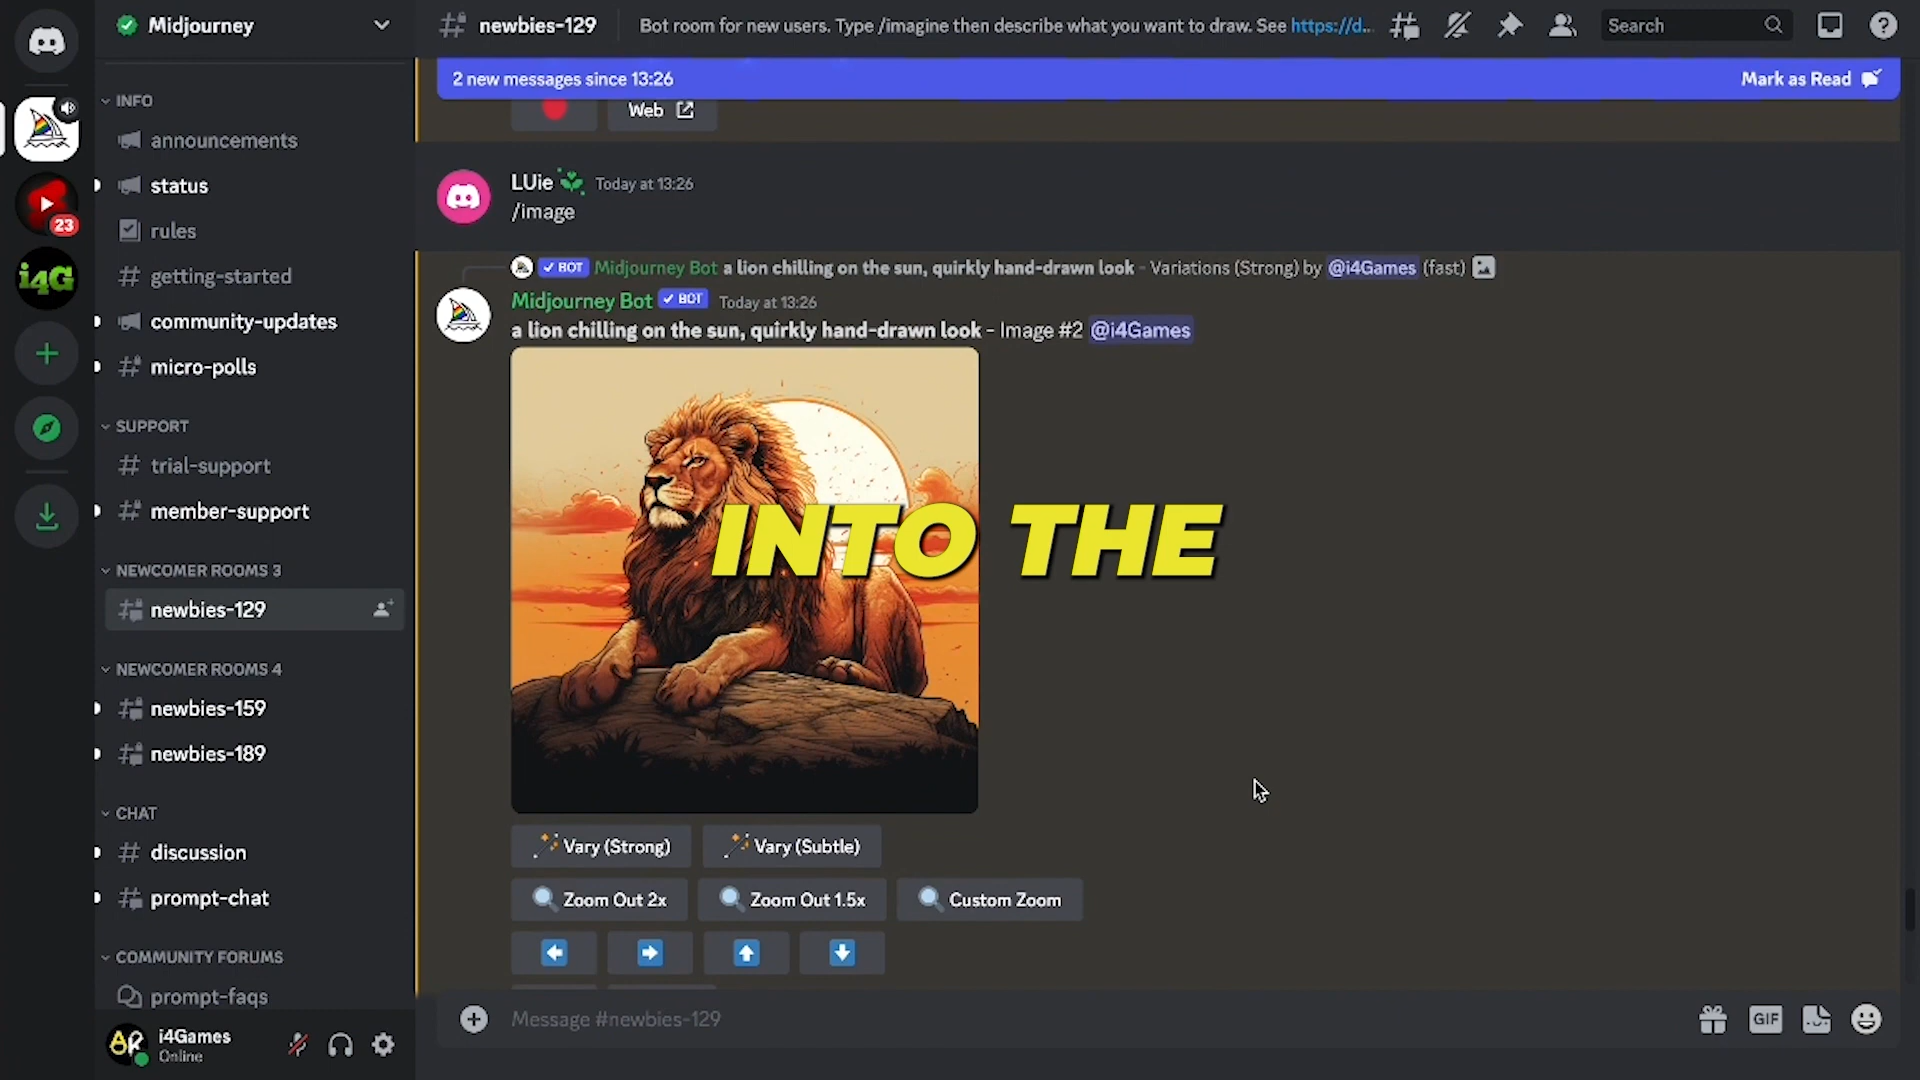 Midjourney
newbies-129
Bot room for new users. Type /imagine then describe what you want to draw. See https://d...
Search
2 new messages since 13:26
Mark as Read
Web
INFO
announcements
status
rules
getting-started
community-updates
micro-polls
SUPPORT
trial-support
member-support
NEWCOMER ROOMS 3
newbies-129
NEWCOMER ROOMS 4
newbies-159
newbies-189
CHAT
discussion
prompt-chat
COMMUNITY FORUMS
prompt-faqs
i4Games
Online
23
i4G
LUie Today at 13:26
/image
BOT Midjourney Bot a lion chilling on the sun, quirkly hand-drawn look - Variations (Strong) by @i4Games (fast)
Midjourney Bot BOT Today at 13:26
a lion chilling on the sun, quirkly hand-drawn look - Image #2 @i4Games
INTO THE
Vary (Strong) Vary (Subtle)
Zoom Out 2x Zoom Out 1.5x Custom Zoom
Message #newbies-129
GIF